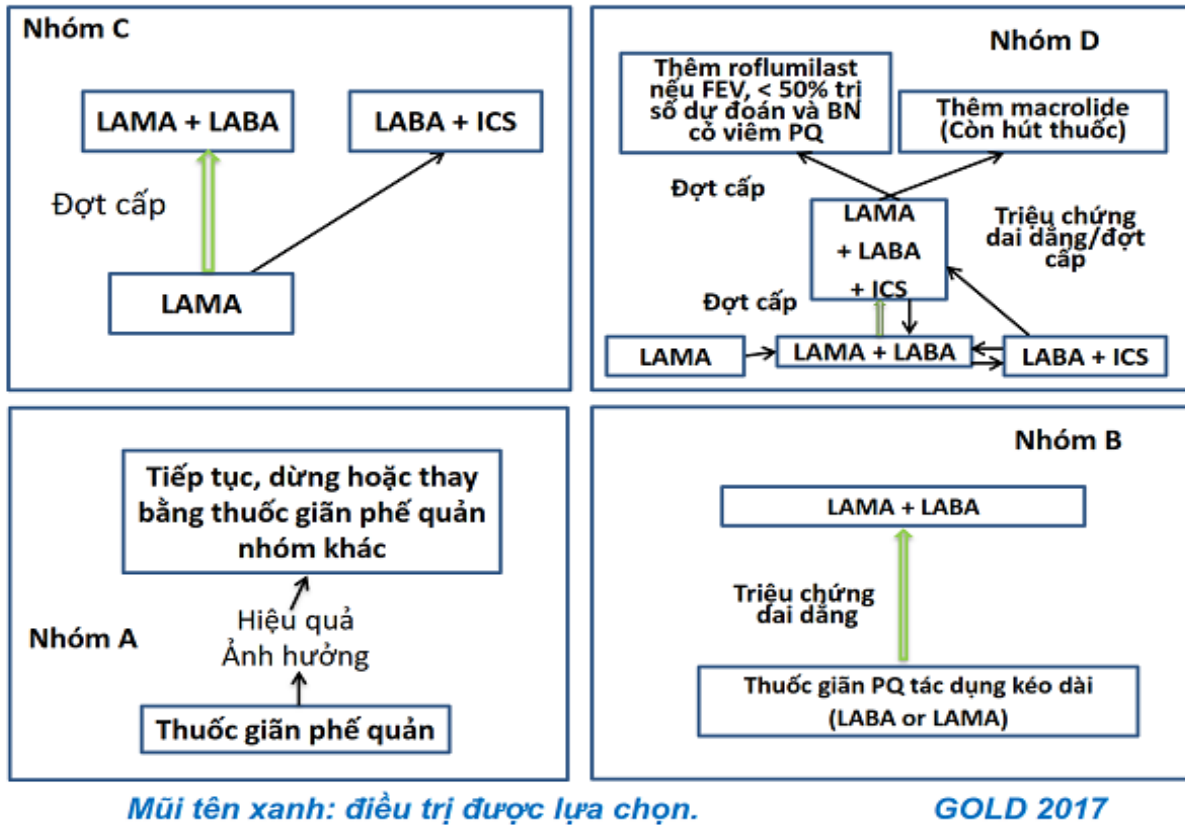 Nhóm C
LAMA + LABA
LABA + ICS
Đợt cấp
LAMA
Nhóm D
Thêm roflumilast
nếu FEV, < 50% trị
số dự đoán và BN
có viêm PQ
Thêm macrolide
(Còn hút thuốc)
Đợt cấp
LAMA
+ LABA
+ ICS
Triệu chứng
dai dẳng/đợt
cấp
Đợt cấp
LAMA
LAMA + LABA
LABA + ICS
Tiếp tục, dừng hoặc thay
bằng thuốc giãn phế quản
nhóm khác
Hiệu quả
Ảnh hưởng
Nhóm A
Thuốc giãn phế quản
Nhóm B
LAMA + LABA
Triệu chứng
dai dẳng
Thuốc giãn PQ tác dụng kéo dài
(LABA or LAMA)
Mũi tên xanh: điều trị được lựa chọn.
GOLD 2017